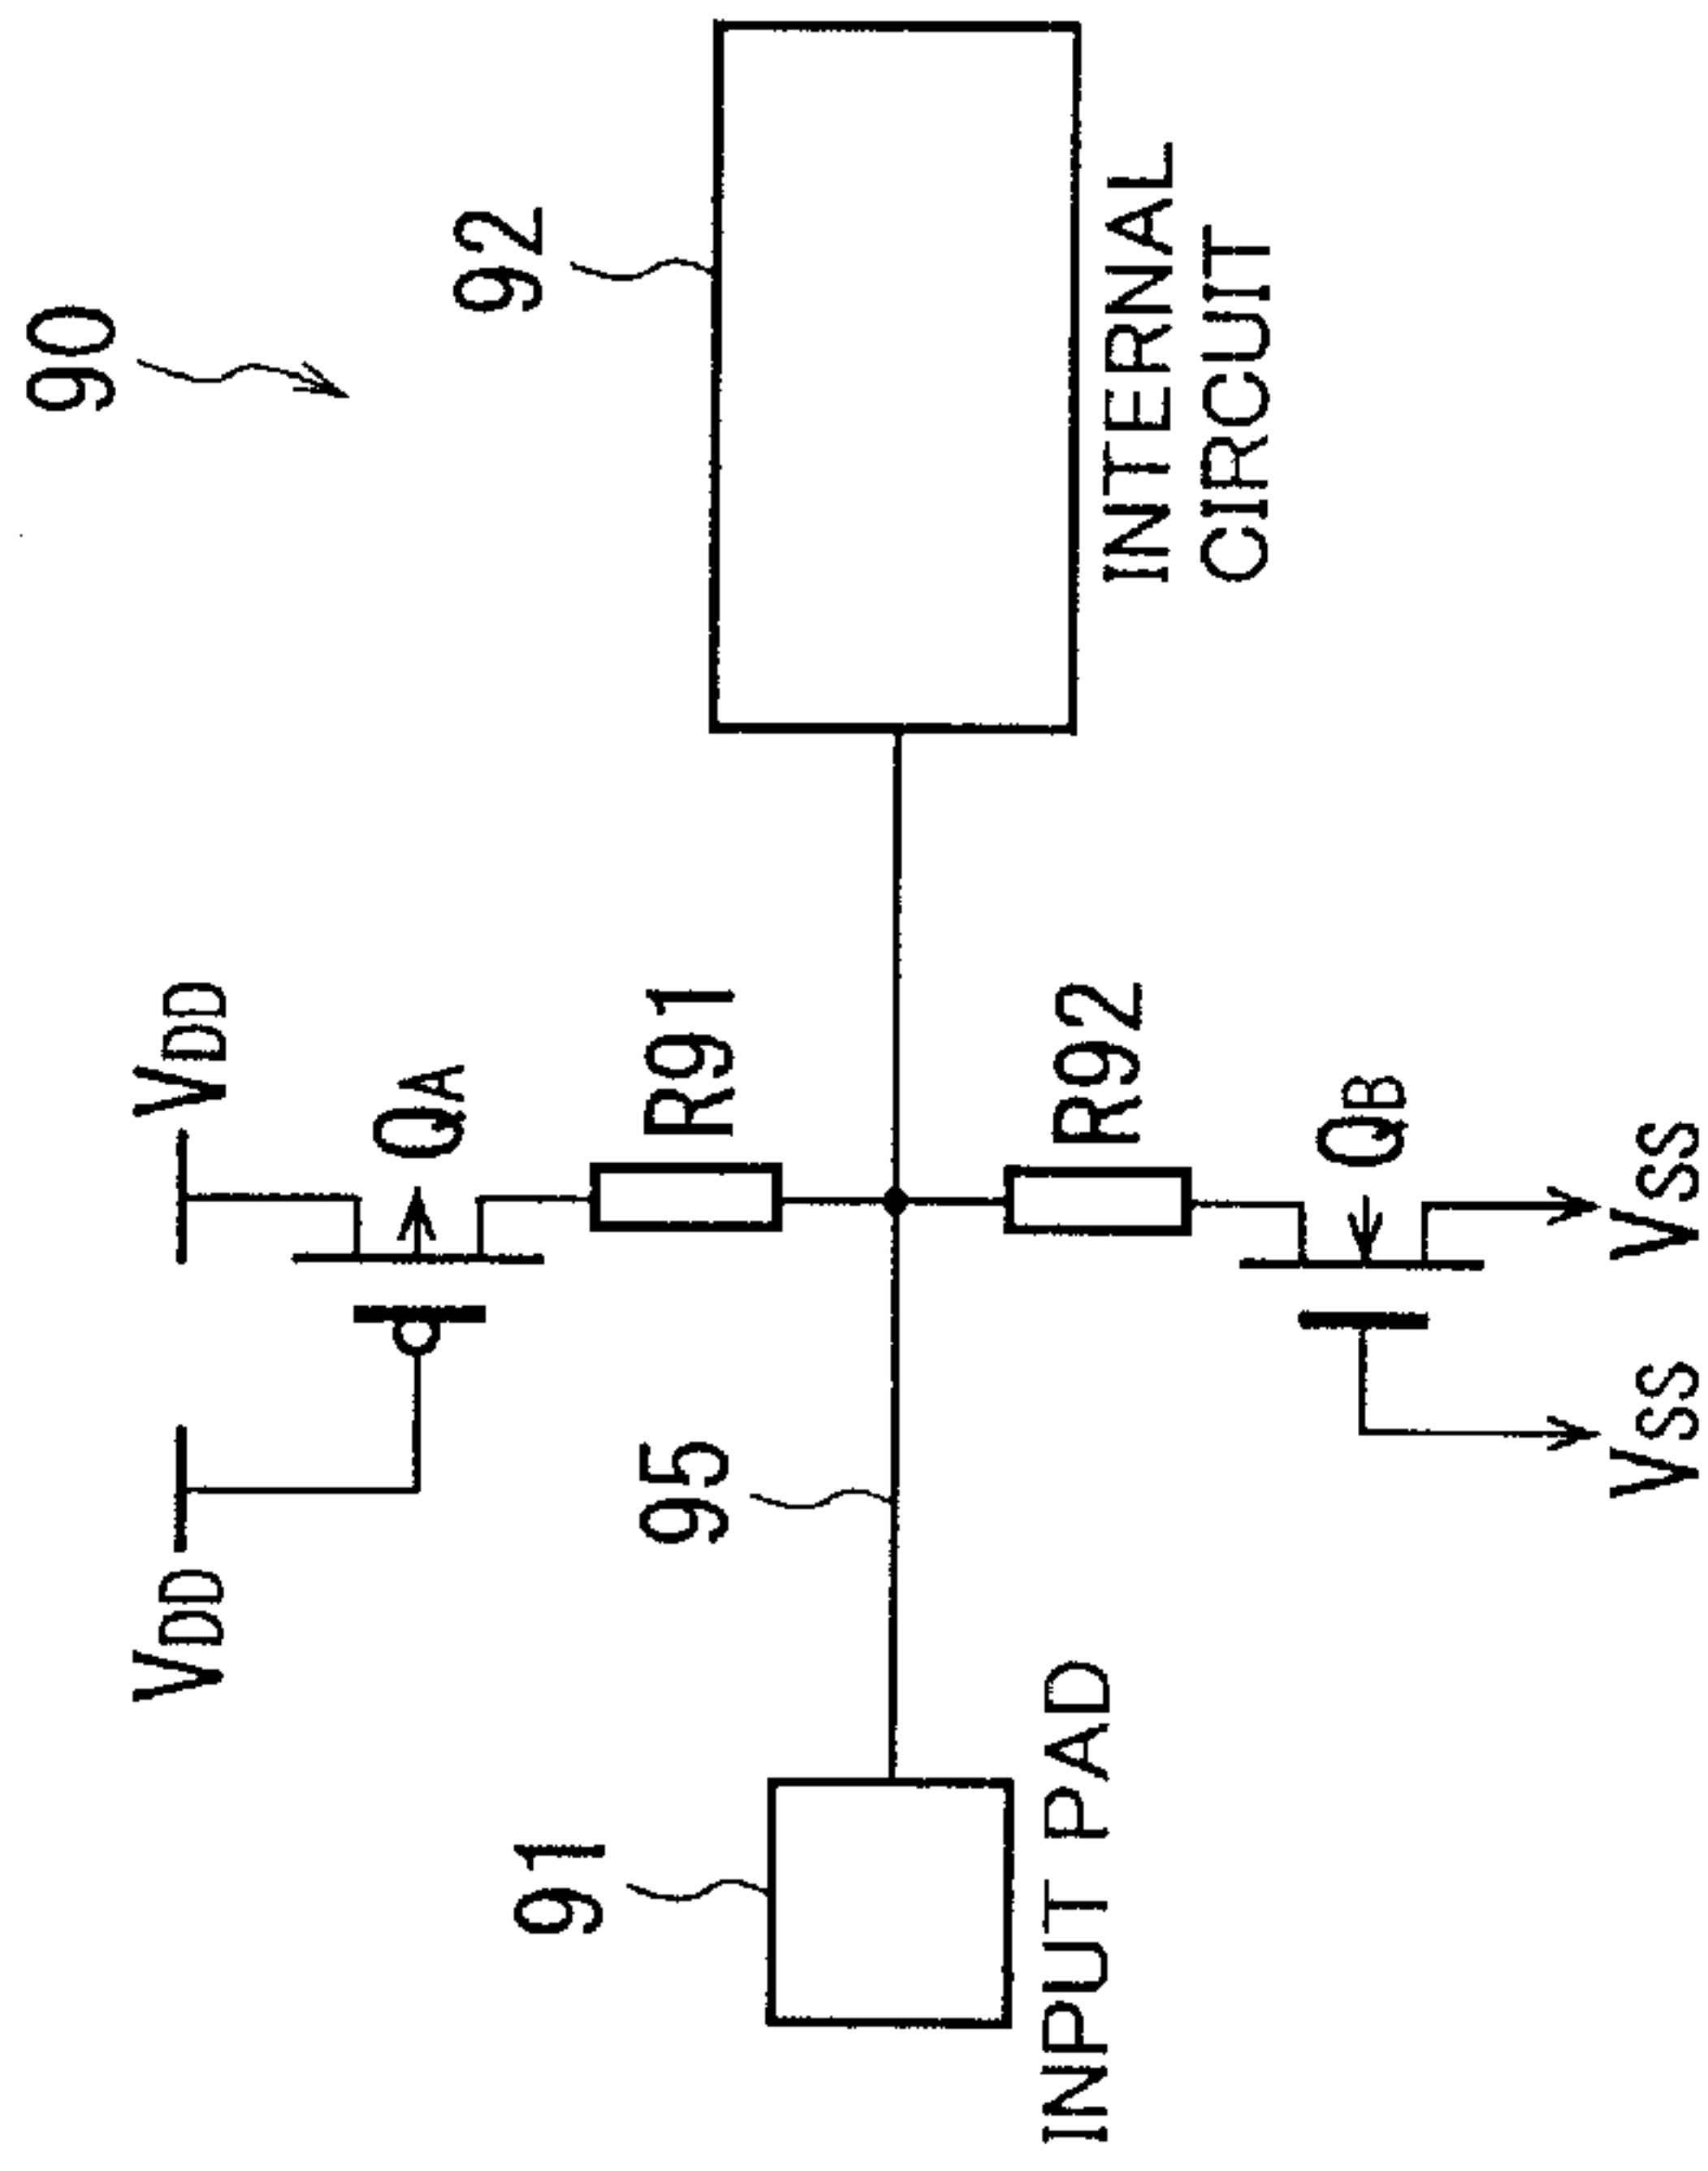 90
92
INTERNAL
CIRCUIT
VDD
QA
R91
R92
QB
VSS
VDD
95
VSS
91
INPUT PAD